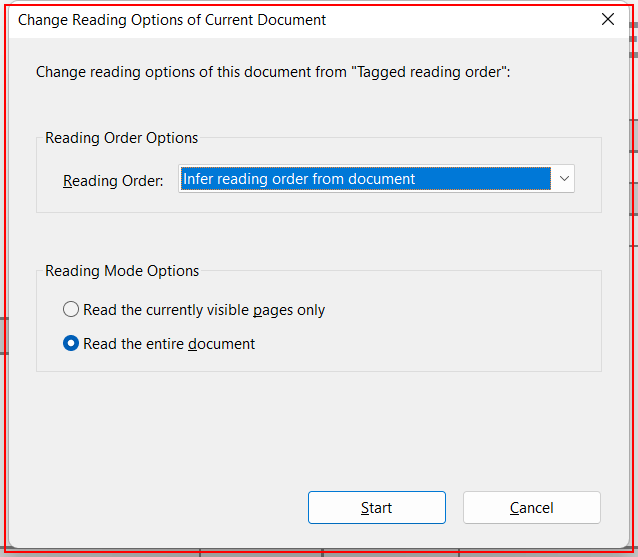 Change Reading Options of Current Document
Change reading options of this document from "Tagged reading order":
Reading Order Options
Reading Order: Infer reading order from document
Reading Mode Options
Read the currently visible pages only
Read the entire document
Start Cancel